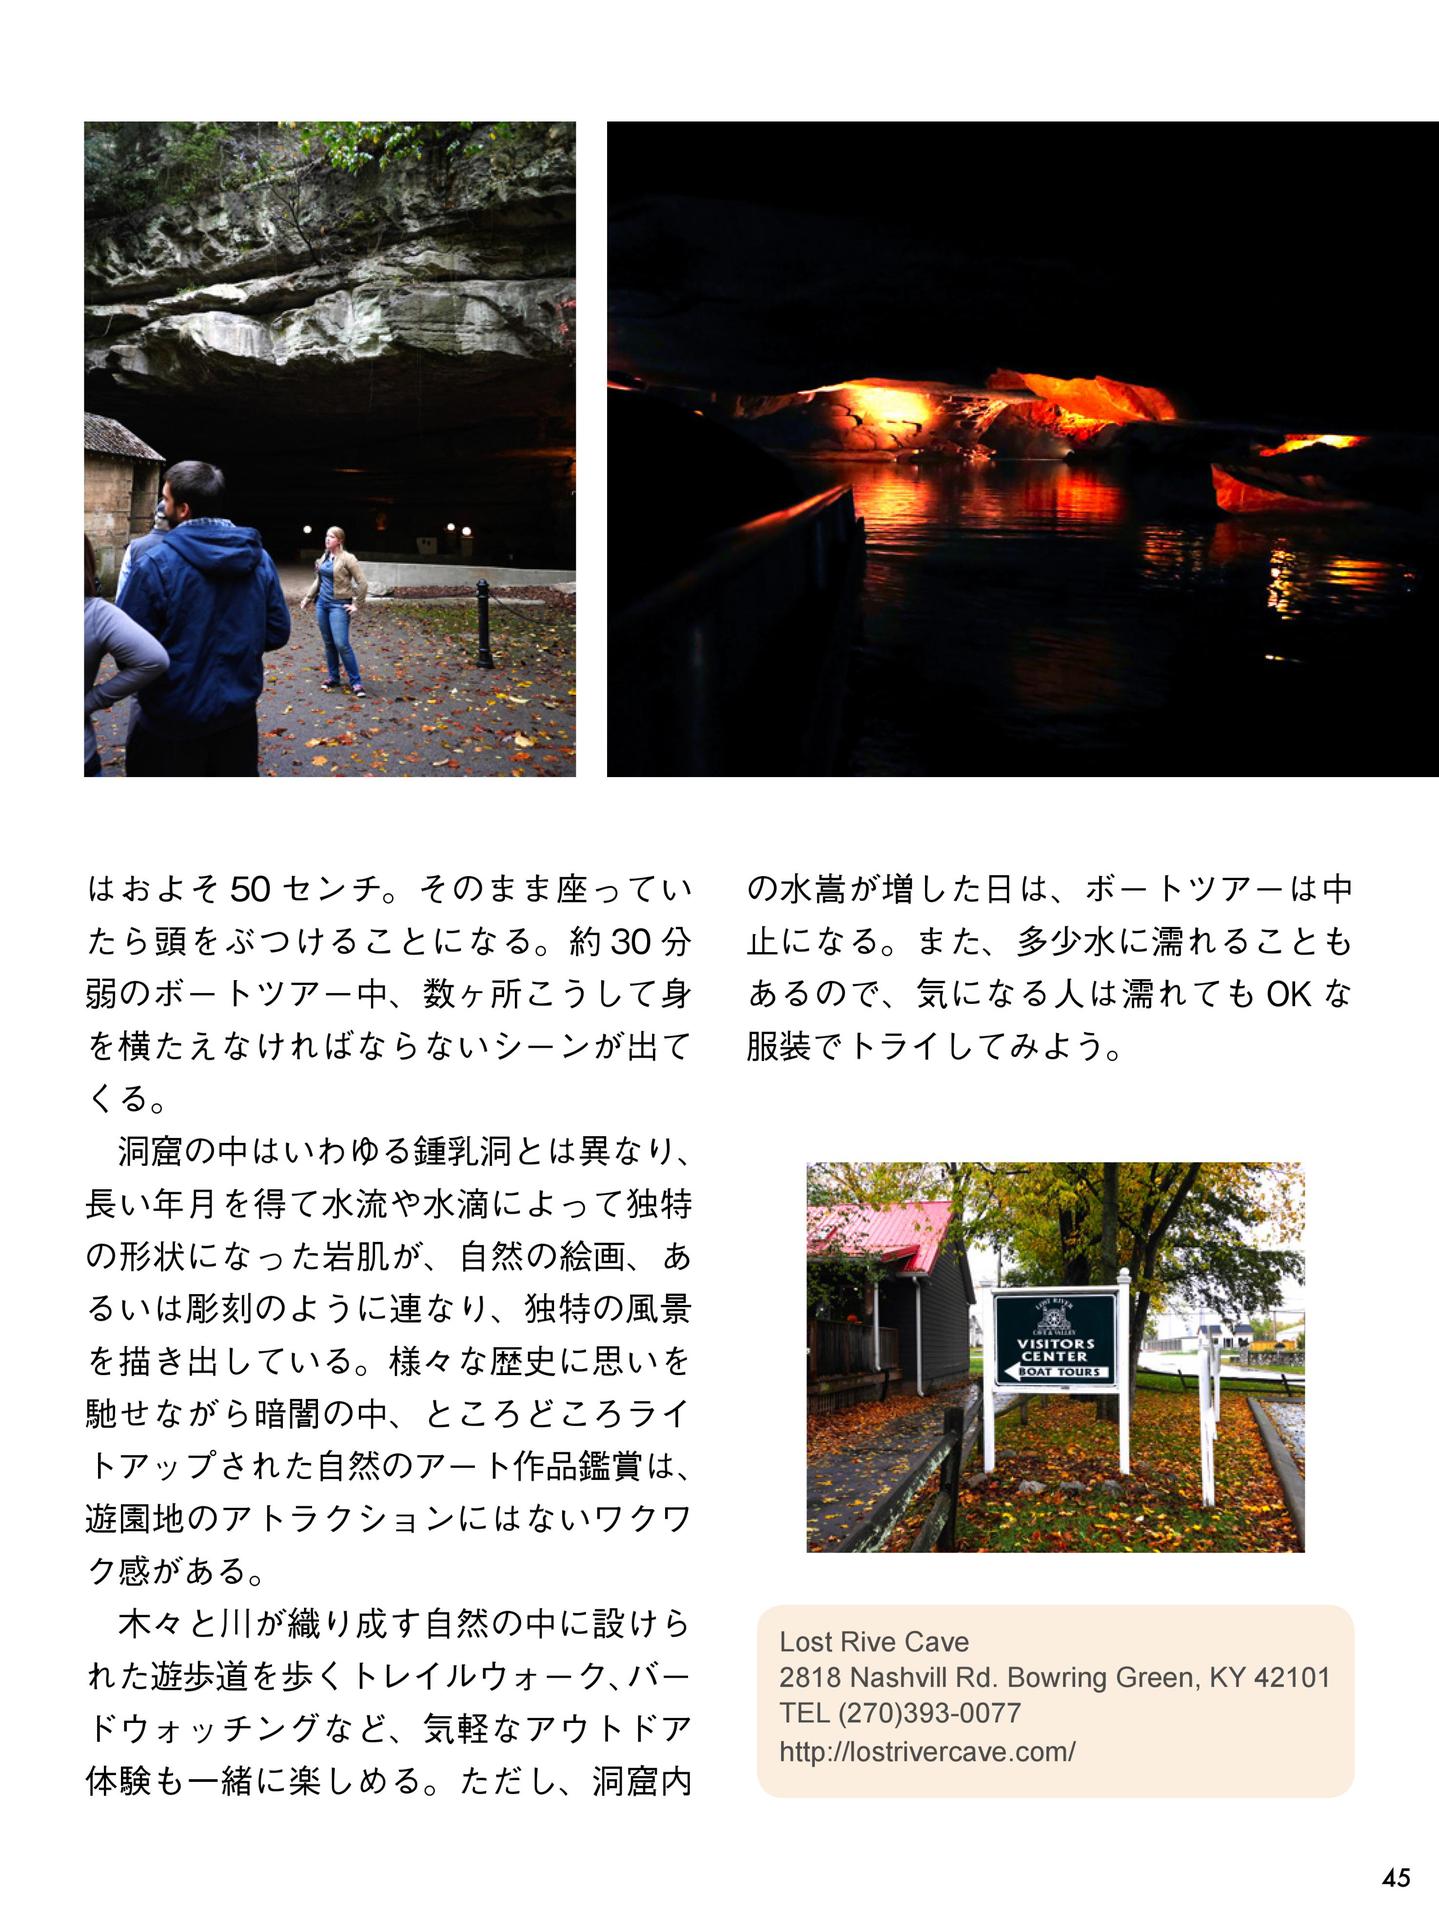 はおよそ 50 センチ。そのまま座ってい
たら頭をぶつけることになる。約 30 分
弱のボートツアー中、数ヶ所こうして身
を横たえなければならないシーンが出て
くる。
洞窟の中はいわゆる鍾乳洞とは異なり、
長い年月を得て水流や水滴によって独特
の形状になった岩肌が、自然の絵画、あ
るいは彫刻のように連なり、独特の風景
を描き出している。様々な歴史に思いを
馳せながら暗闇の中、ところどころライ
トアップされた自然のアート作品鑑賞は、
遊園地のアトラクションにはないワクワ
ク感がある。
木々と川が織り成す自然の中に設けら
れた遊歩道を歩くトレイルウォーク、バー
ドウォッチングなど、気軽なアウトドア
体験も一緒に楽しめる。ただし、洞窟内
の水嵩が増した日は、ボートツアーは中
止になる。また、多少水に濡れることも
あるので、気になる人は濡れても OK な
服装でトライしてみよう。
LOST RIVER
CAVE & VALLEY
VISITORS
CENTER
BOAT TOURS
Lost Rive Cave
2818 Nashvill Rd. Bowring Green, KY 42101
TEL (270)393-0077
http://lostrivercave.com/
45